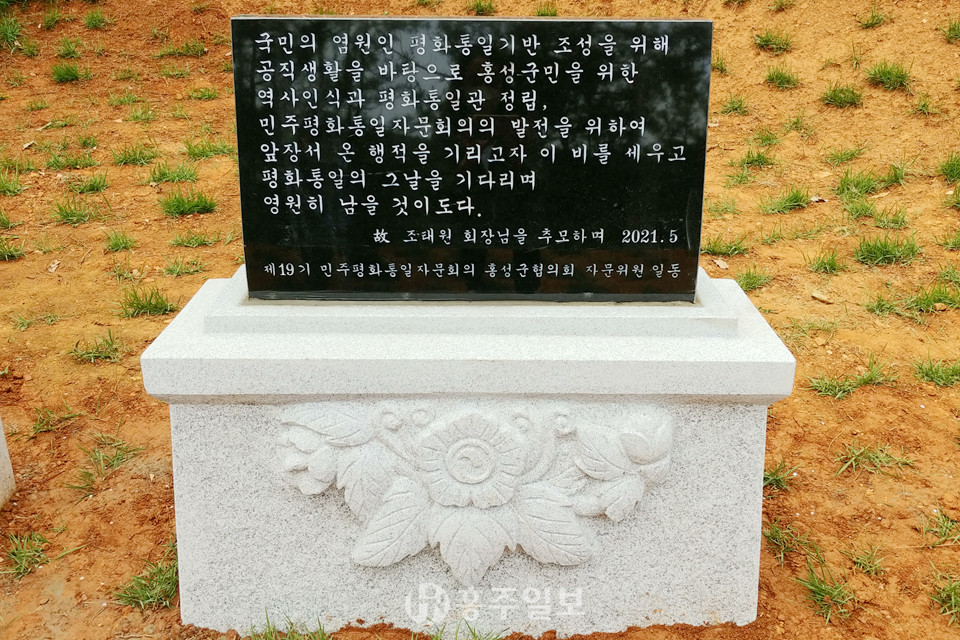 국민의 염원인 평화통일기반 조성을 위해
공직생활을 바탕으로 홍성군민을 위한
역사인식과 평화통일관 정립,
민주평화통일자문회의의 발전을 위하여
앞장서 온 행적을 기리고자 이 비를 세우고
평화통일의 그날을 기다리며
영원히 남을 것이도다.
故 조태원 회장님을 추모하며 2021.5
제19기 민주평화통일자문회의 홍성군협의회 자문위원 일동
홍주일보